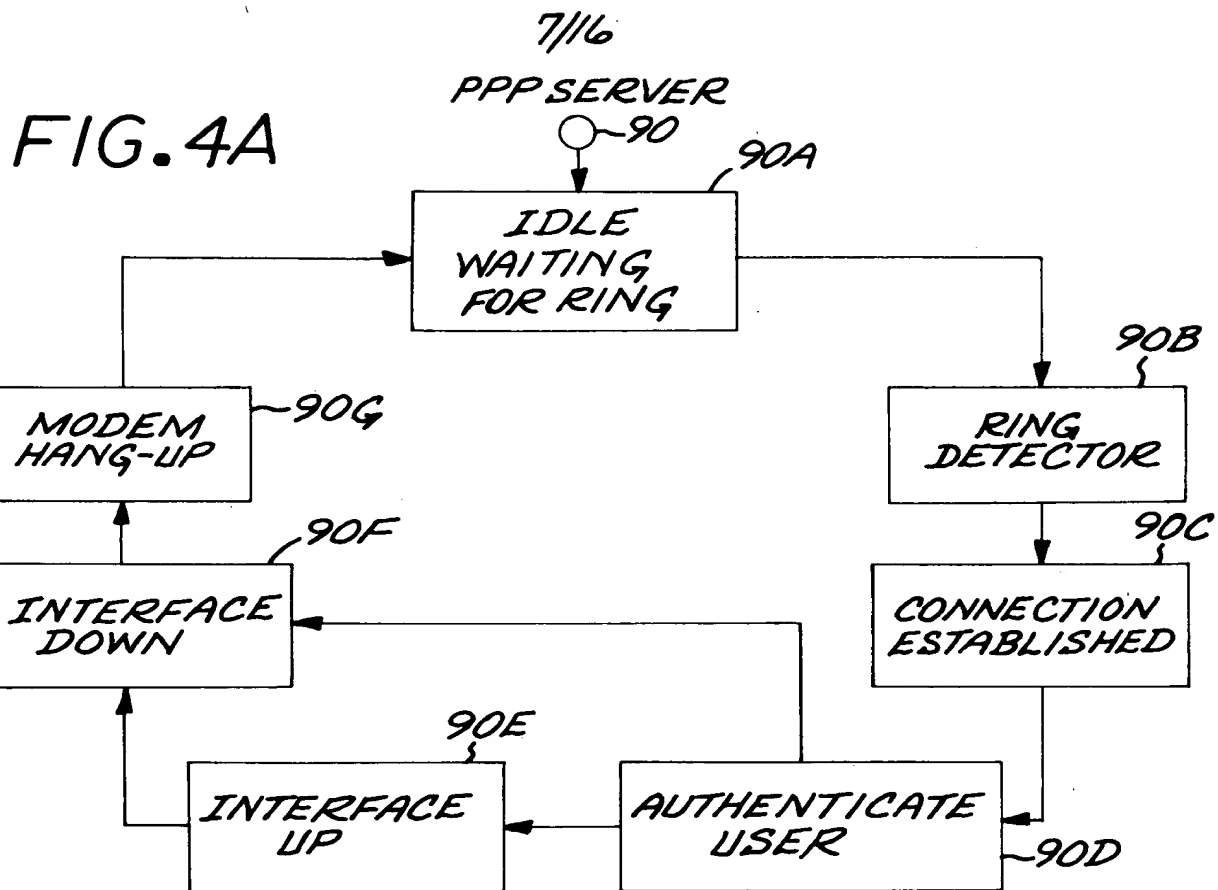 7/16
PPP SERVER
FIG. 4A
90
90A
IDLE
WAITING
FOR RING
90B
RING
DETECTOR
90G
MODEM
HANG-UP
90C
CONNECTION
ESTABLISHED
90F
INTERFACE
DOWN
90E
INTERFACE
UP
AUTHENTICATE
USER
90D